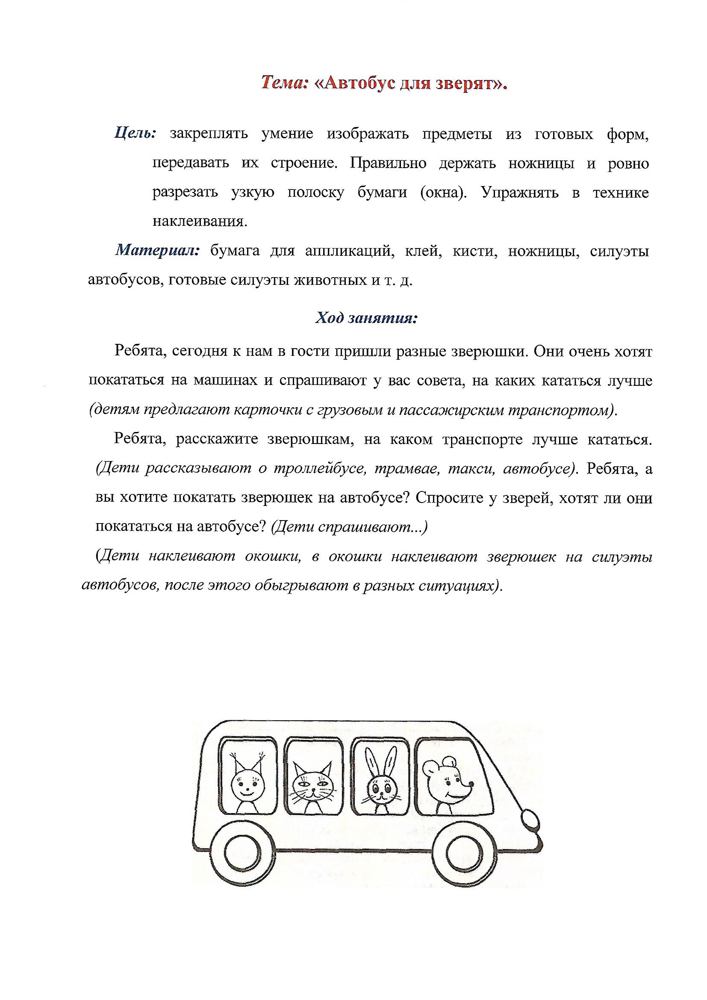 Тема: «Автобус для зверят».
Цель: закреплять умение изображать предметы из готовых форм,
передавать их строение. Правильно держать ножницы и ровно
разрезать узкую полоску бумаги (окна). Упражнять в технике
наклеивания.
Материал: бумага для аппликаций, клей, кисти, ножницы, силуэты
автобусов, готовые силуэты животных и т. д.
Ход занятия:
Ребята, сегодня к нам в гости пришли разные зверюшки. Они очень хотят
покататься на машинах и спрашивают у вас совета, на каких кататься лучше
(детям предлагают карточки с грузовым и пассажирским транспортом).
Ребята, расскажите зверюшкам, на каком транспорте лучше кататься.
(Дети рассказывают о троллейбусе, трамвае, такси, автобусе). Ребята, а
вы хотите покатать зверюшек на автобусе? Спросите у зверей, хотят ли они
покататься на автобусе? (Дети спрашивают...)
(Дети наклеивают окошки, в окошки наклеивают зверюшек на силуэты
автобусов, после этого обыгрывают в разных ситуациях).